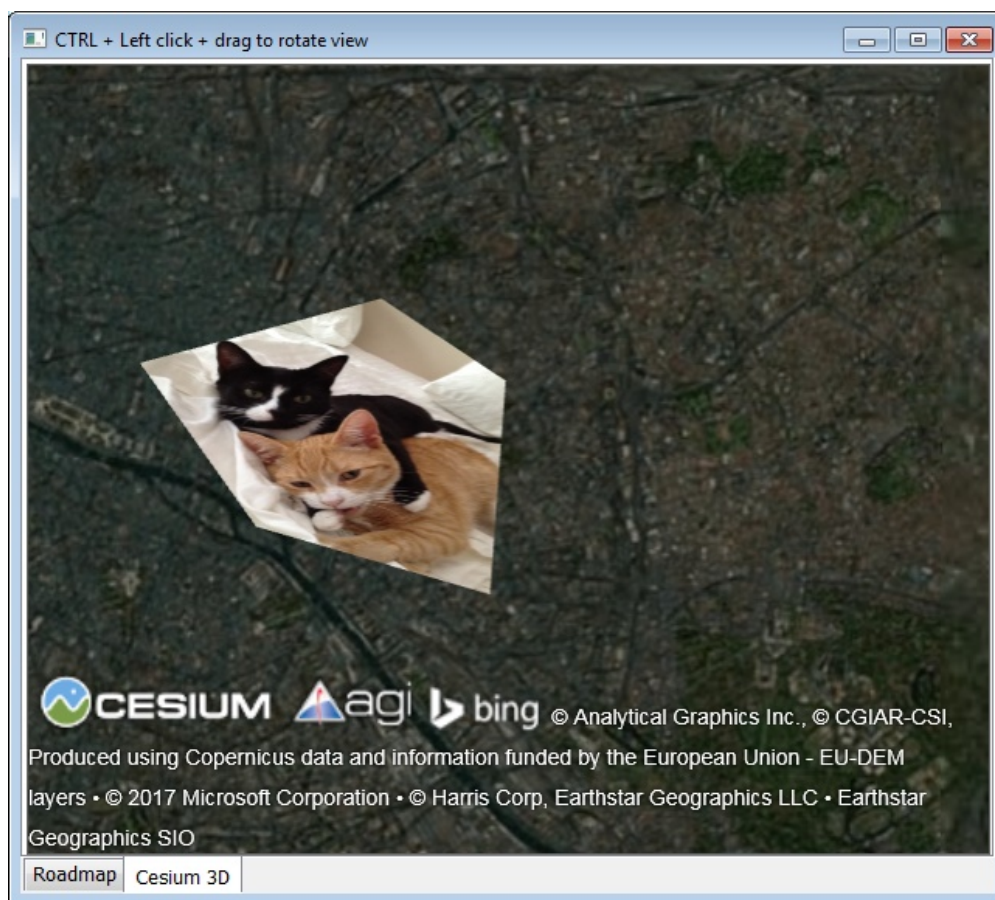 CTRL + Left click + drag to rotate view
CESIUM agi bing © Analytical Graphics Inc., © CGIAR-CSI,
Produced using Copernicus data and information funded by the European Union - EU-DEM
layers • © 2017 Microsoft Corporation • © Harris Corp, Earthstar Geographics LLC • Earthstar
Geographics SIO
Roadmap Cesium 3D